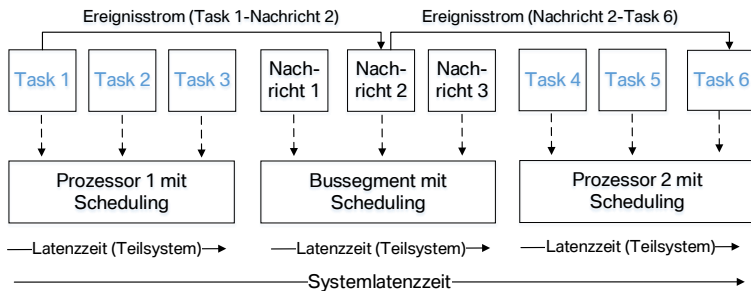 Ereignisstrom (Task 1-Nachricht 2)
Ereignisstrom (Nachricht 2-Task 6)
Task 1
Task 2
Task 3
Nach-
richt 1
Nach-
richt 2
Nach-
richt 3
Task 4
Task 5
Task 6
Prozessor 1 mit
Scheduling
Bussegment mit
Scheduling
Prozessor 2 mit
Scheduling
Latenzzeit (Teilsystem)
Latenzzeit (Teilsystem)
Latenzzeit (Teilsystem)
Systemlatenzzeit